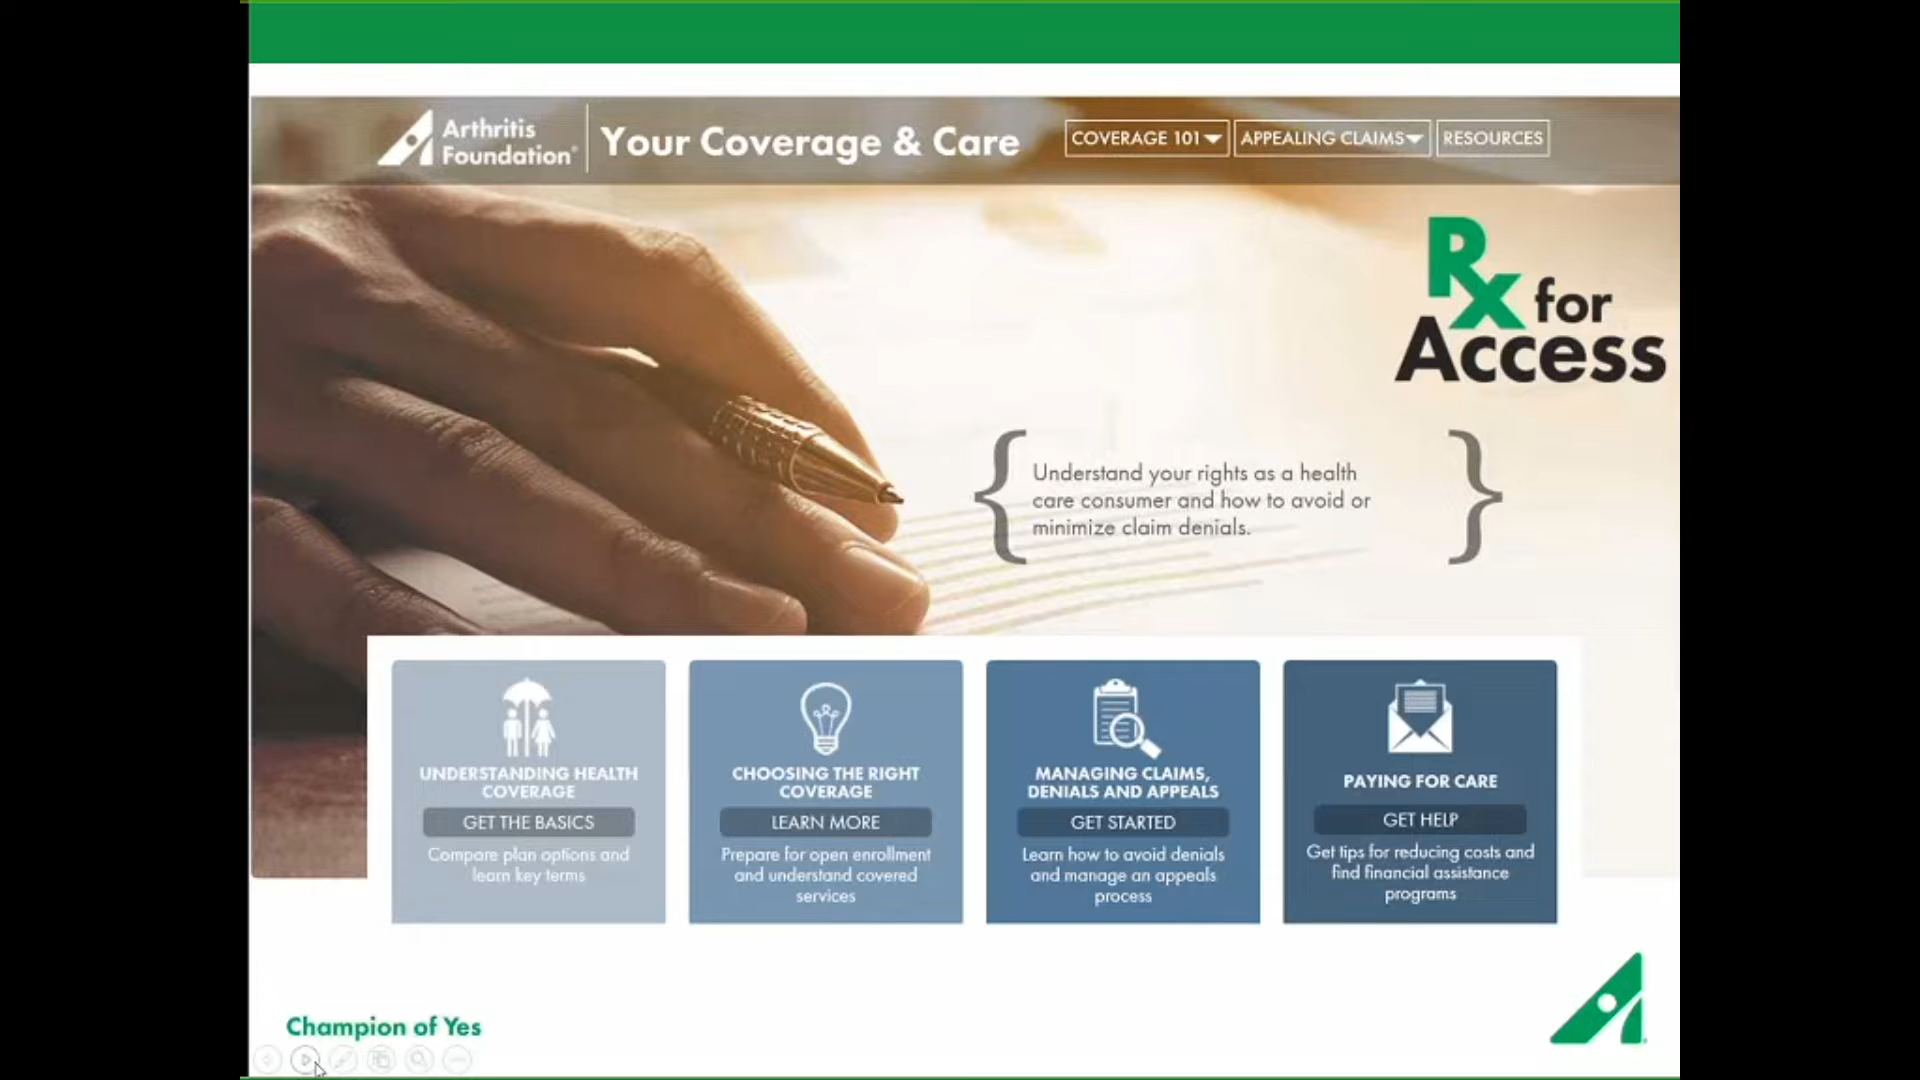 Arthritis
Foundation®
Your Coverage & Care
COVERAGE 101
APPEALING CLAIMS
RESOURCES
Rx for
Access
Understand your rights as a health
care consumer and how to avoid or
minimize claim denials.
UNDERSTANDING HEALTH
COVERAGE
GET THE BASICS
Compare plan options and
learn key terms
CHOOSING THE RIGHT
COVERAGE
LEARN MORE
Prepare for open enrollment
and understand covered
services
MANAGING CLAIMS,
DENIALS AND APPEALS
GET STARTED
Learn how to avoid denials
and manage an appeals
process
PAYING FOR CARE
GET HELP
Get tips for reducing costs and
find financial assistance
programs
Champion of Yes